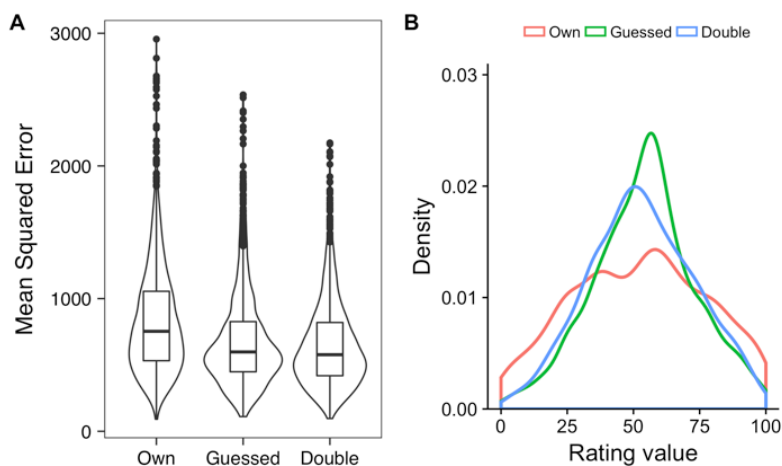 A
Mean Squared Error
3000
2000
1000
0
Own Guessed Double
B
Own Guessed Double
Density
0.03
0.02
0.01
0.00
0 25 50 75 100
Rating value